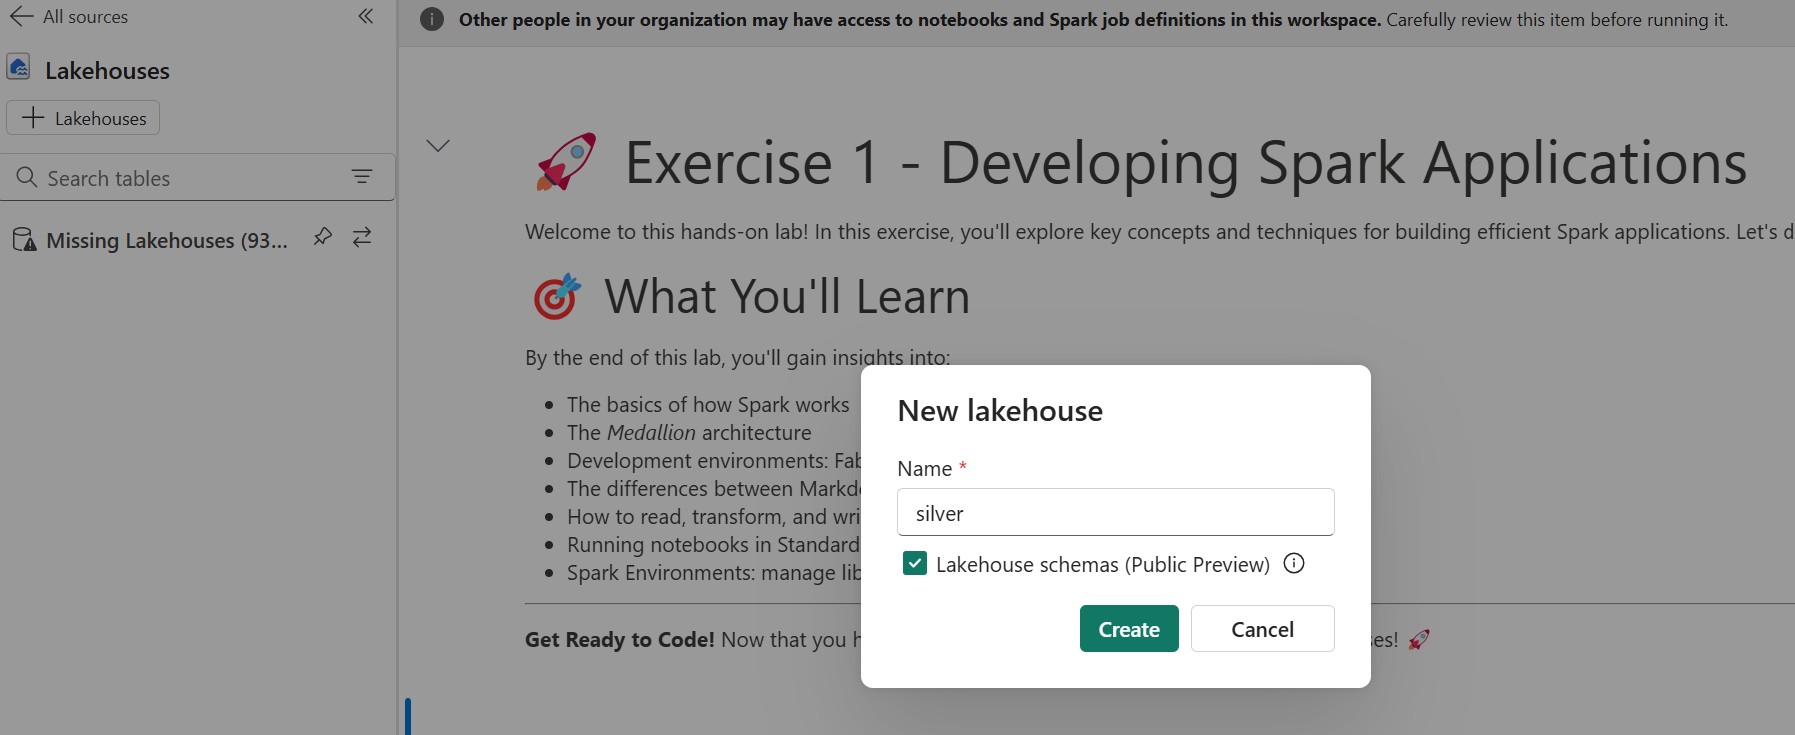 All sources
Lakehouses
Lakehouses
Search tables
Missing Lakehouses (93...
Other people in your organization may have access to notebooks and Spark job definitions in this workspace. Carefully review this item before running it.
Exercise 1 - Developing Spark Applications
Welcome to this hands-on lab! In this exercise, you'll explore key concepts and techniques for building efficient Spark applications. Let's d
What You'll Learn
By the end of this lab, you'll gain insights into:
The basics of how Spark works
The Medallion architecture
Development environments: Fab
The differences between Markd
How to read, transform, and wri
Running notebooks in Standard
Spark Environments: manage lib
Get Ready to Code! Now that you h
ses!
New lakehouse
Name *
silver
Lakehouse schemas (Public Preview)
Create
Cancel